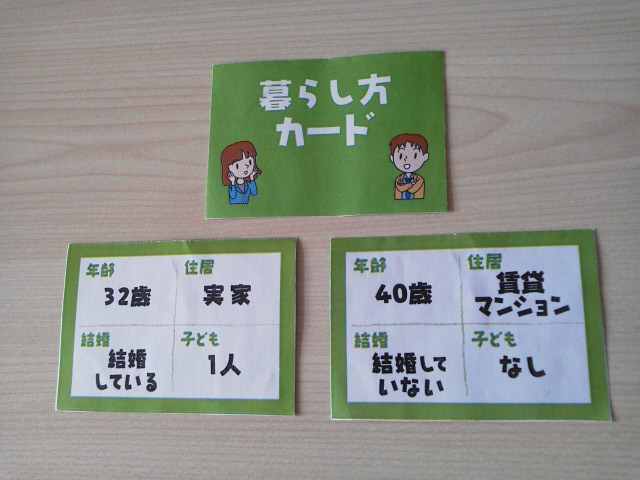 暮らし方
カード
年齢
32歳
住居
実家
結婚
結婚
している
子ども
1人
年齢
40歳
住居
賃貸
マンション
結婚
結婚して
いない
子ども
なし